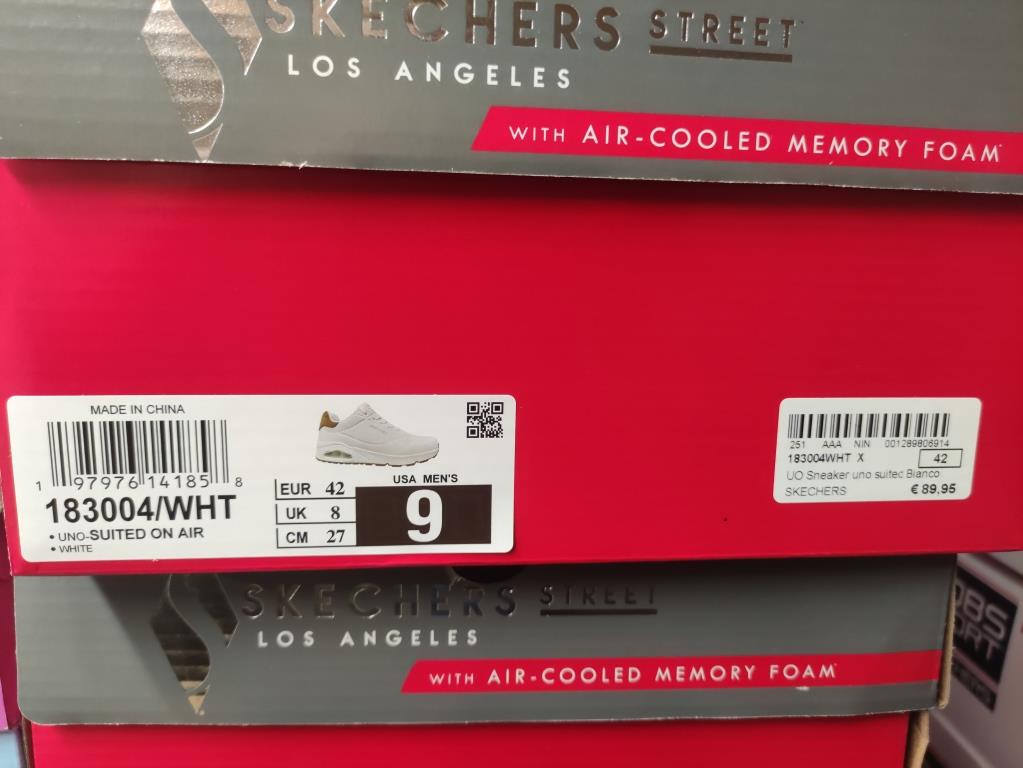 SKECHERS STREET
LOS ANGELES
WITH AIR-COOLED MEMORY FOAM
MADE IN CHINA
1 97976 14185 8
183004/WHT
• UNO-SUITED ON AIR
• WHITE
USA MEN'S
EUR 42
UK 8
CM 27
9
251 AAA NIN 001289806914
183004WHT X 42
UO Sneaker uno suitec Bianco
SKECHERS € 89,95
SKECHERS STREET
LOS ANGELES
WITH AIR-COOLED MEMORY FOAM